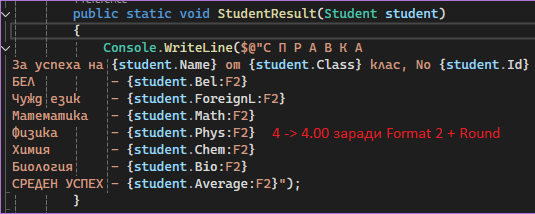 public static void StudentResult(Student student)
{
Console.WriteLine($@"С П Р А В К А
За успеха на {student.Name} от {student.Class} клас, No {student.Id}
БЕЛ - {student.Bel:F2}
Чужд език - {student.ForeignL:F2}
Математика - {student.Math:F2}
Физика - {student.Phys:F2} 4 -> 4.00 заради Format 2 + Round
Химия - {student.Chem:F2}
Биология - {student.Bio:F2}
СРЕДЕН УСПЕХ - {student.Average:F2}");
}